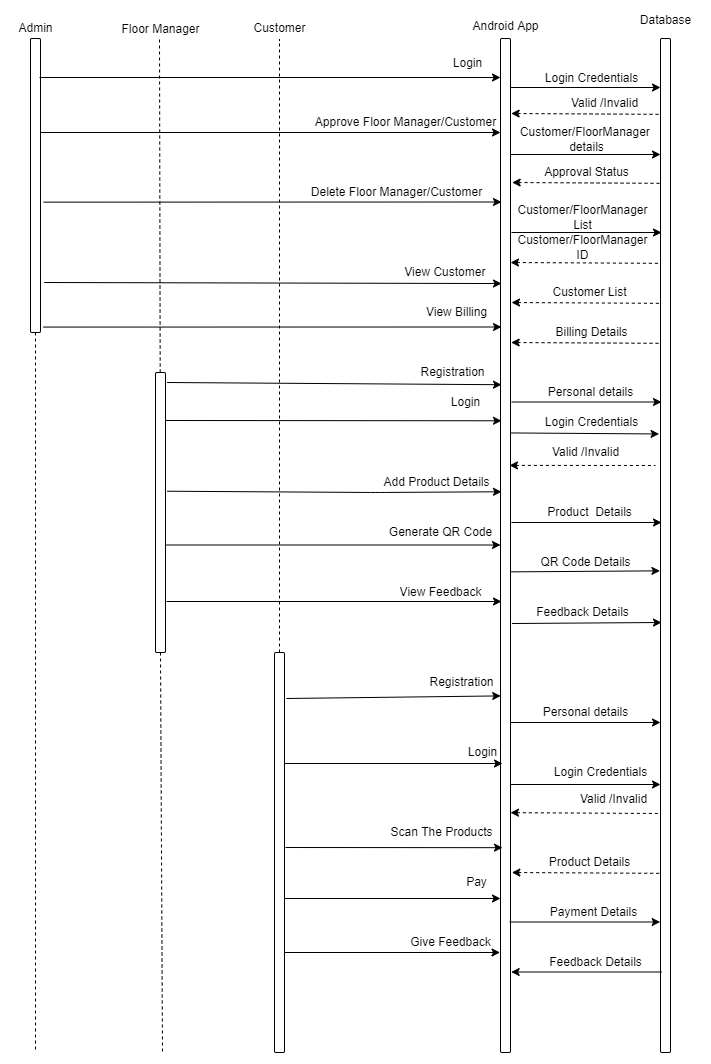 Admin
Floor Manager
Customer
Android App
Database
Login
Login Credentials
Valid /Invalid
Approve Floor Manager/Customer
Customer/FloorManager
details
Approval Status
Delete Floor Manager/Customer
Customer/FloorManager
List
Customer/FloorManager
ID
View Customer
Customer List
View Billing
Billing Details
Registration
Personal details
Login
Login Credentials
Valid /Invalid
Add Product Details
Product  Details
Generate QR Code
QR Code Details
View Feedback
Feedback Details
Registration
Personal details
Login
Login Credentials
Valid /Invalid
Scan The Products
Product Details
Pay
Payment Details
Give Feedback
Feedback Details